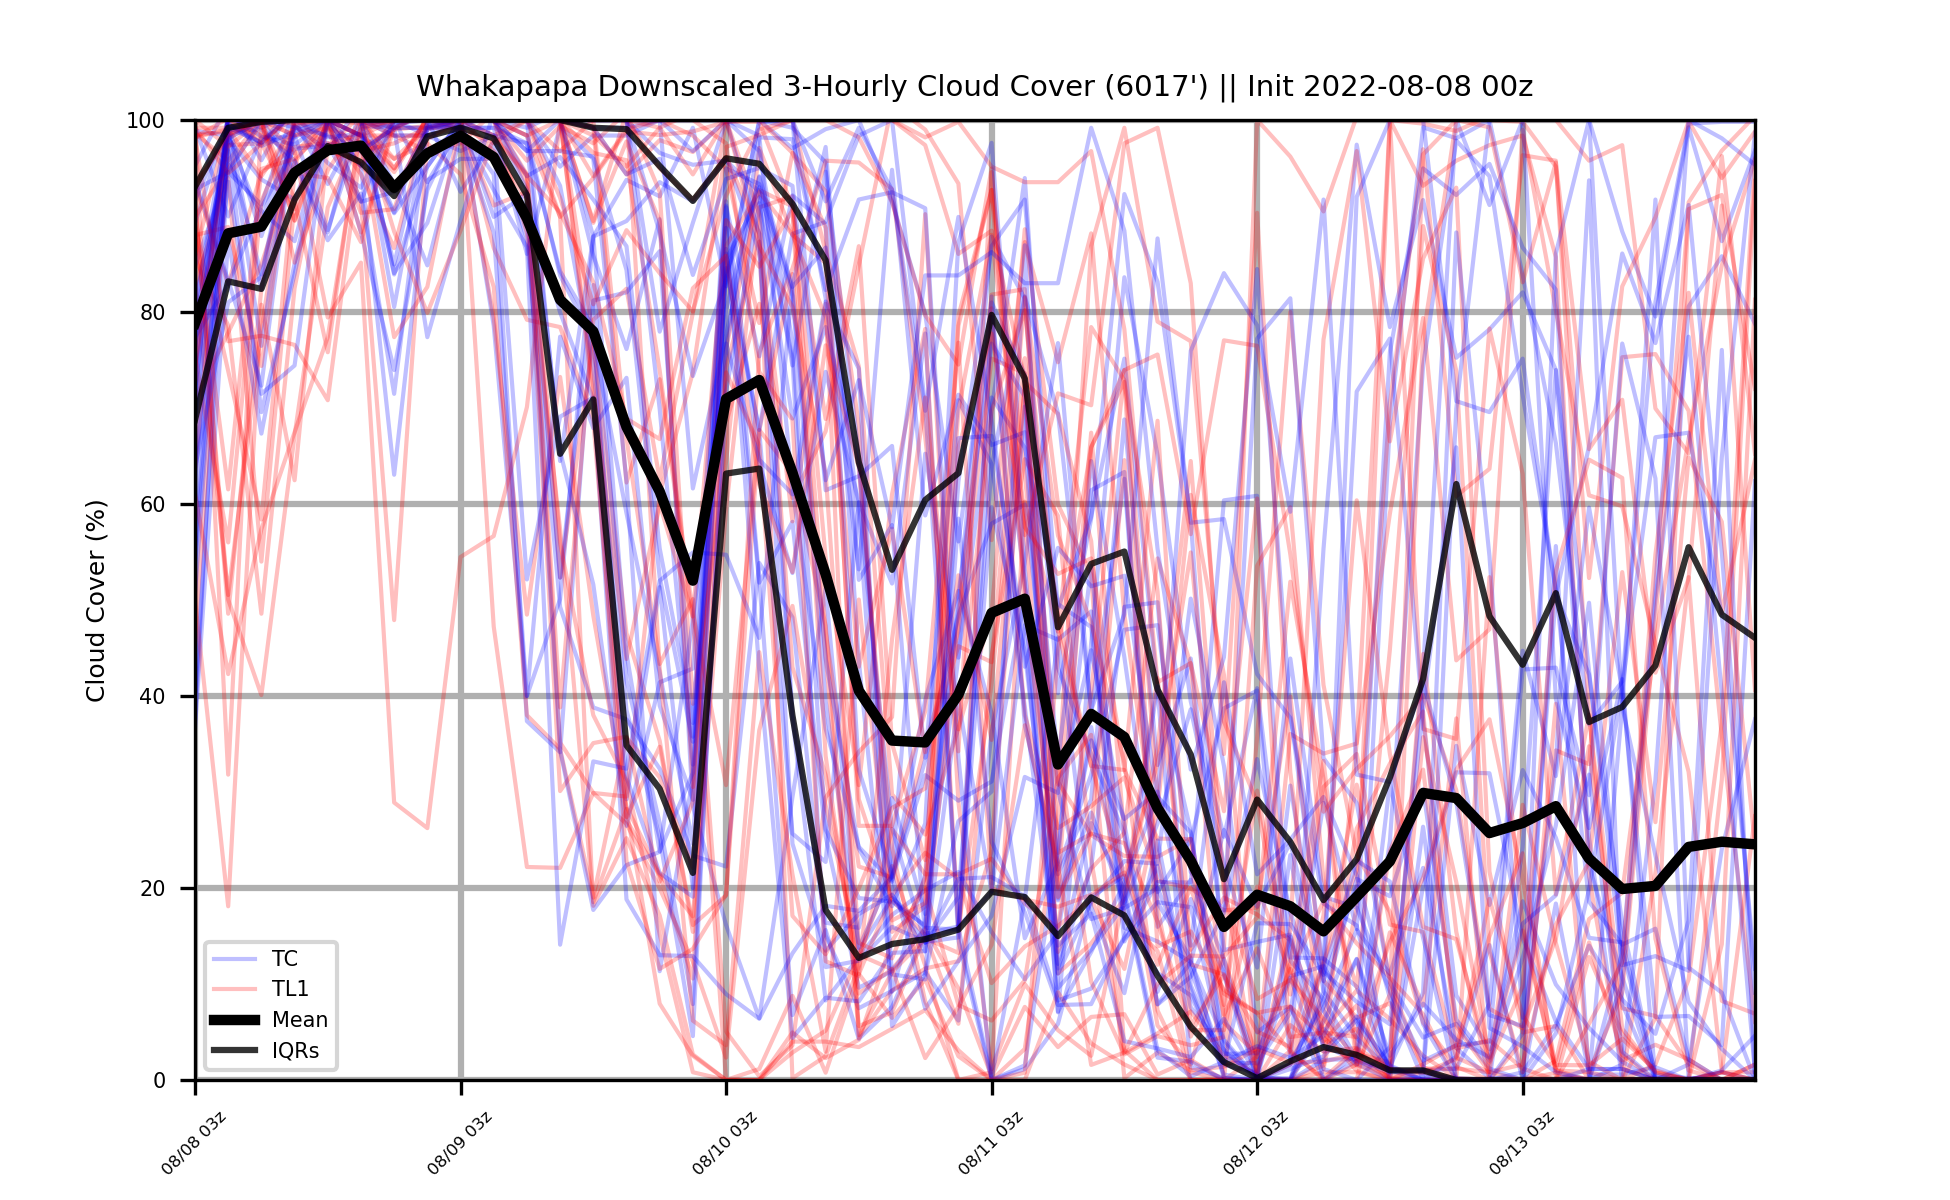 Whakapapa Downscaled 3-Hourly Cloud Cover (6017') || Init 2022-08-08 00z
Cloud Cover (%)
100
80
60
40
20
0
TC
TL1
Mean
IQRs
08/08 03z
08/09 03z
08/10 03z
08/11 03z
08/12 03z
08/13 03z